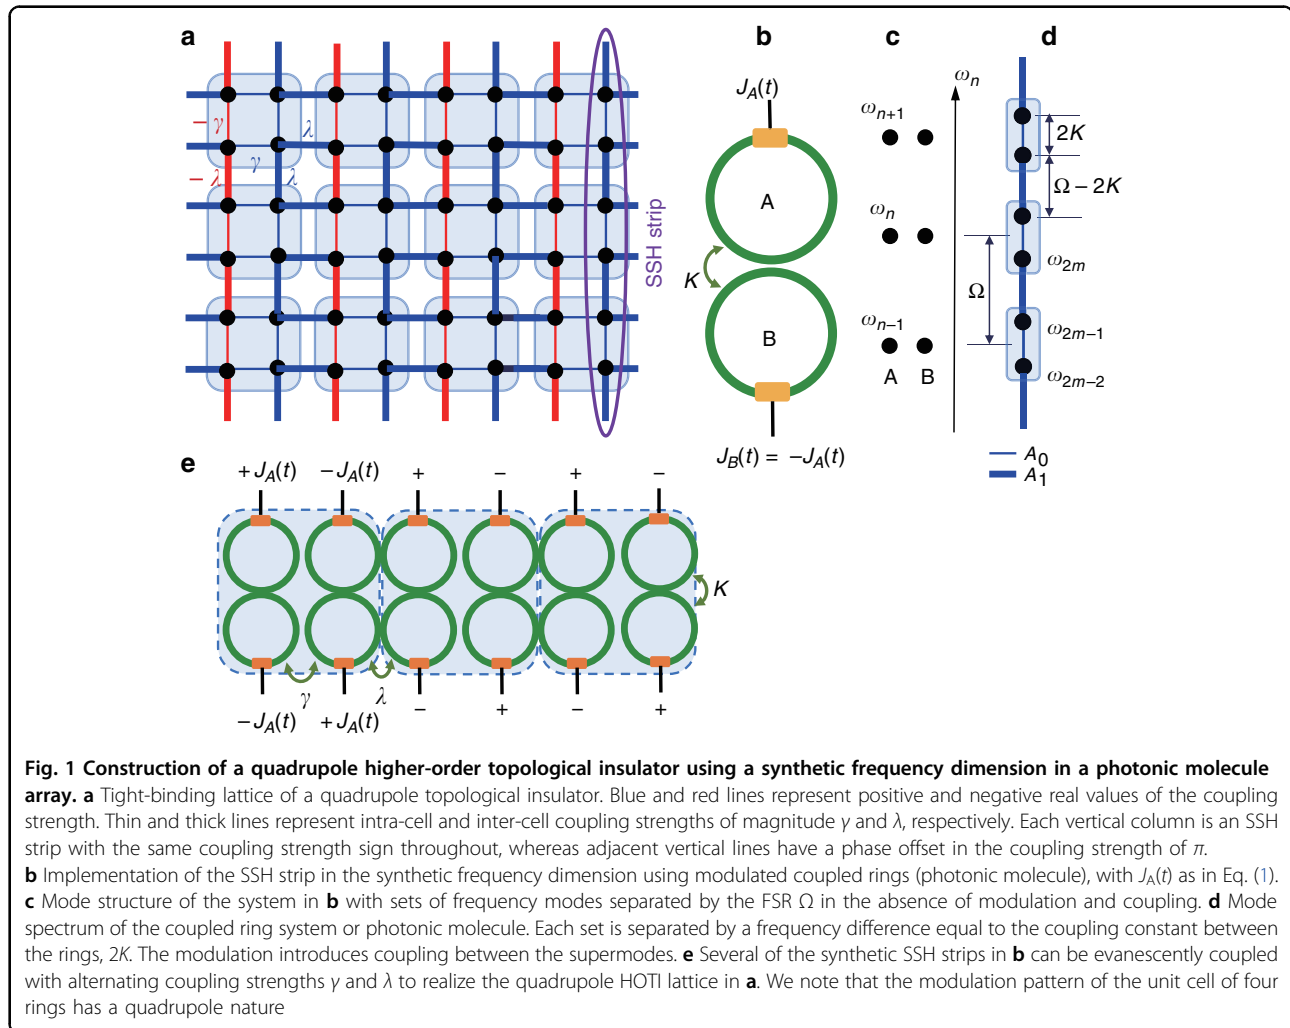 a
b
c
d
J_A(t)
ω_n
ω_{n+1}
2K
−γ
λ
γ
−λ
λ
SSH strip
A
K
B
ω_n
Ω − 2K
ω_{2m}
Ω
ω_{n−1}
A B
ω_{2m−1}
ω_{2m−2}
J_B(t) = −J_A(t)
A_0
A_1
e
+J_A(t) −J_A(t) + − + −
K
γ λ
−J_A(t) +J_A(t) − + − +
Fig. 1 Construction of a quadrupole higher-order topological insulator using a synthetic frequency dimension in a photonic molecule
array. a Tight-binding lattice of a quadrupole topological insulator. Blue and red lines represent positive and negative real values of the coupling
strength. Thin and thick lines represent intra-cell and inter-cell coupling strengths of magnitude γ and λ, respectively. Each vertical column is an SSH
strip with the same coupling strength sign throughout, whereas adjacent vertical lines have a phase offset in the coupling strength of π.
b Implementation of the SSH strip in the synthetic frequency dimension using modulated coupled rings (photonic molecule), with J_A(t) as in Eq. (1).
c Mode structure of the system in b with sets of frequency modes separated by the FSR Ω in the absence of modulation and coupling. d Mode
spectrum of the coupled ring system or photonic molecule. Each set is separated by a frequency difference equal to the coupling constant between
the rings, 2K. The modulation introduces coupling between the supermodes. e Several of the synthetic SSH strips in b can be evanescently coupled
with alternating coupling strengths γ and λ to realize the quadrupole HOTI lattice in a. We note that the modulation pattern of the unit cell of four
rings has a quadrupole nature